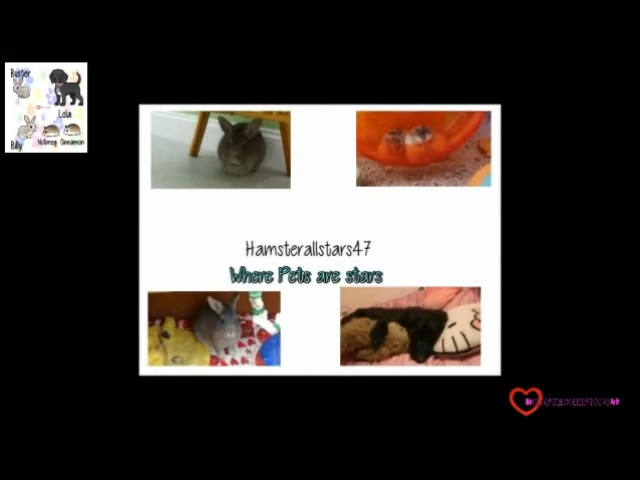 Buster
Lola
Billy
Nutmeg Cinnamon
Hamsterallstars47
Where Pets are stars